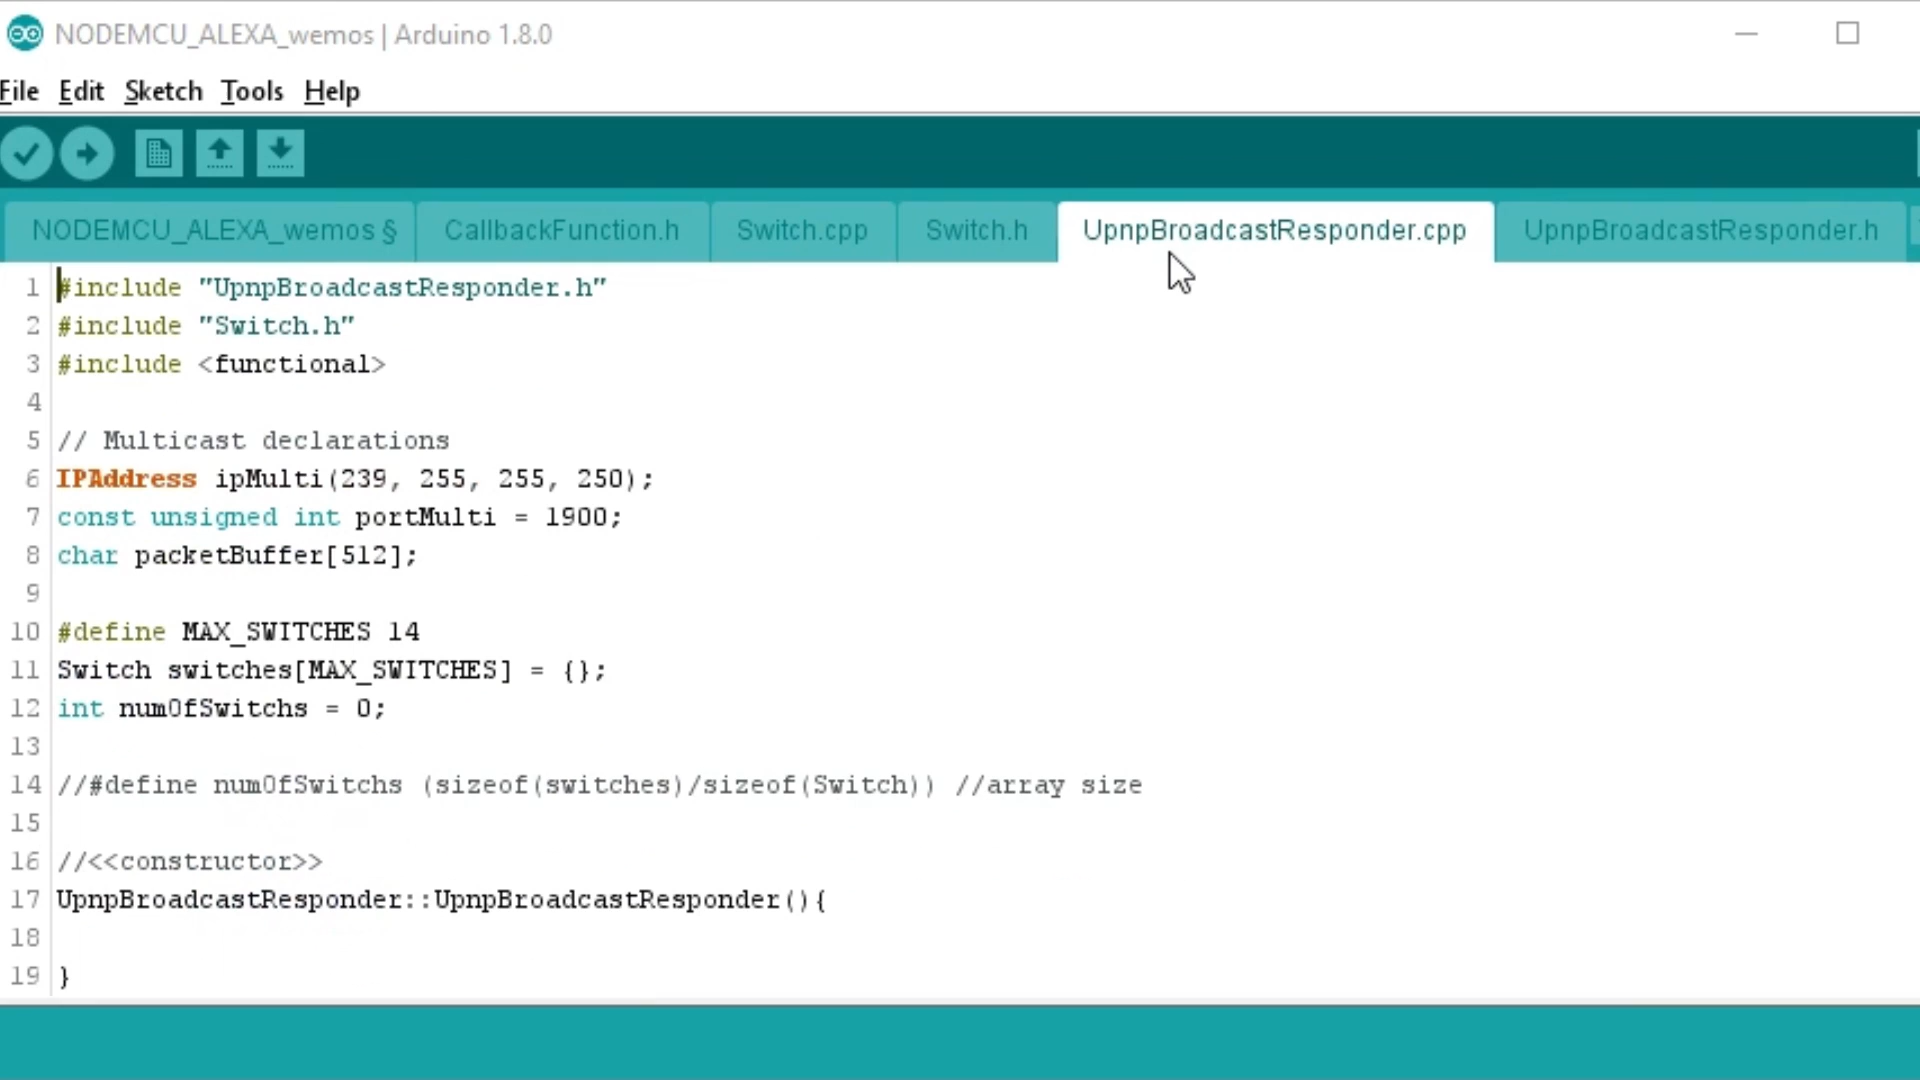 NODEMCU_ALEXA_wemos | Arduino 1.8.0
File Edit Sketch Tools Help
NODEMCU_ALEXA_wemos § CallbackFunction.h Switch.cpp Switch.h UpnpBroadcastResponder.cpp UpnpBroadcastResponder.h
1 #include "UpnpBroadcastResponder.h"
2 #include "Switch.h"
3 #include <functional>
4
5 // Multicast declarations
6 IPAddress ipMulti(239, 255, 255, 250);
7 const unsigned int portMulti = 1900;
8 char packetBuffer[512];
9
10 #define MAX_SWITCHES 14
11 Switch switches[MAX_SWITCHES] = {};
12 int numOfSwitchs = 0;
13
14 //#define numOfSwitchs (sizeof(switches)/sizeof(Switch)) //array size
15
16 //<<constructor>>
17 UpnpBroadcastResponder::UpnpBroadcastResponder(){
18
19 }